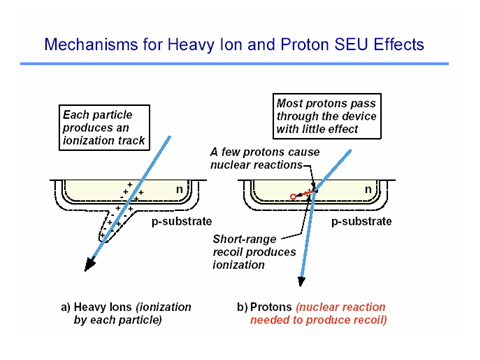 Mechanisms for Heavy Ion and Proton SEU Effects
Each particle
produces an
ionization track
n
p-substrate
a) Heavy Ions (ionization
by each particle)
Most protons pass
through the device
with little effect
A few protons cause
nuclear reactions
n
p-substrate
Short-range
recoil produces
ionization
b) Protons (nuclear reaction
needed to produce recoil)